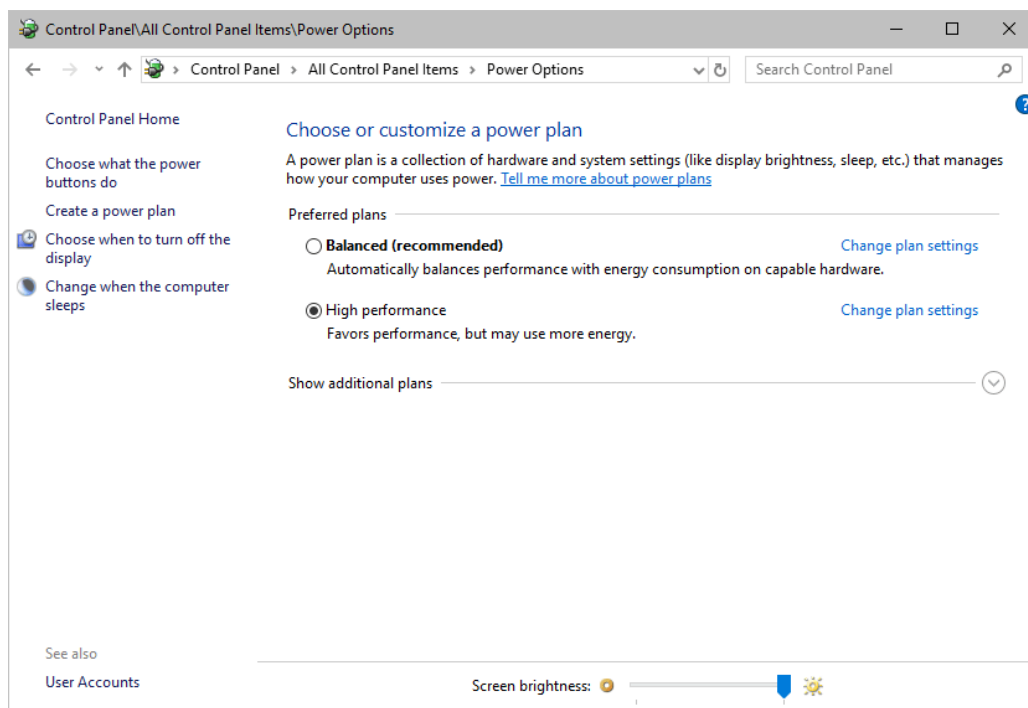 Control Panel\All Control Panel Items\Power Options
Control Panel > All Control Panel Items > Power Options
Search Control Panel
Control Panel Home
Choose what the power
buttons do
Create a power plan
Choose when to turn off the
display
Change when the computer
sleeps
Choose or customize a power plan
A power plan is a collection of hardware and system settings (like display brightness, sleep, etc.) that manages
how your computer uses power. Tell me more about power plans
Preferred plans
Balanced (recommended) Change plan settings
Automatically balances performance with energy consumption on capable hardware.
High performance Change plan settings
Favors performance, but may use more energy.
Show additional plans
See also
User Accounts
Screen brightness: